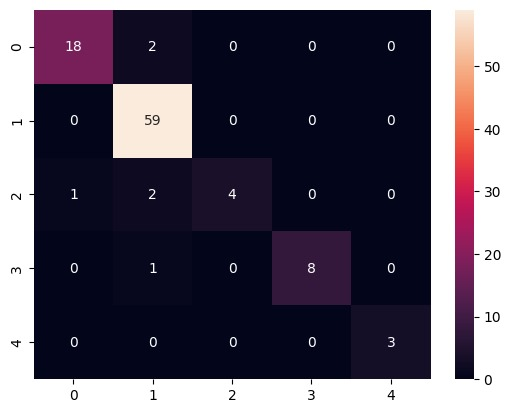 0 18 2 0 0 0
1 0 59 0 0 0
2 1 2 4 0 0
3 0 1 0 8 0
4 0 0 0 0 3
0 1 2 3 4
50
40
30
20
10
0